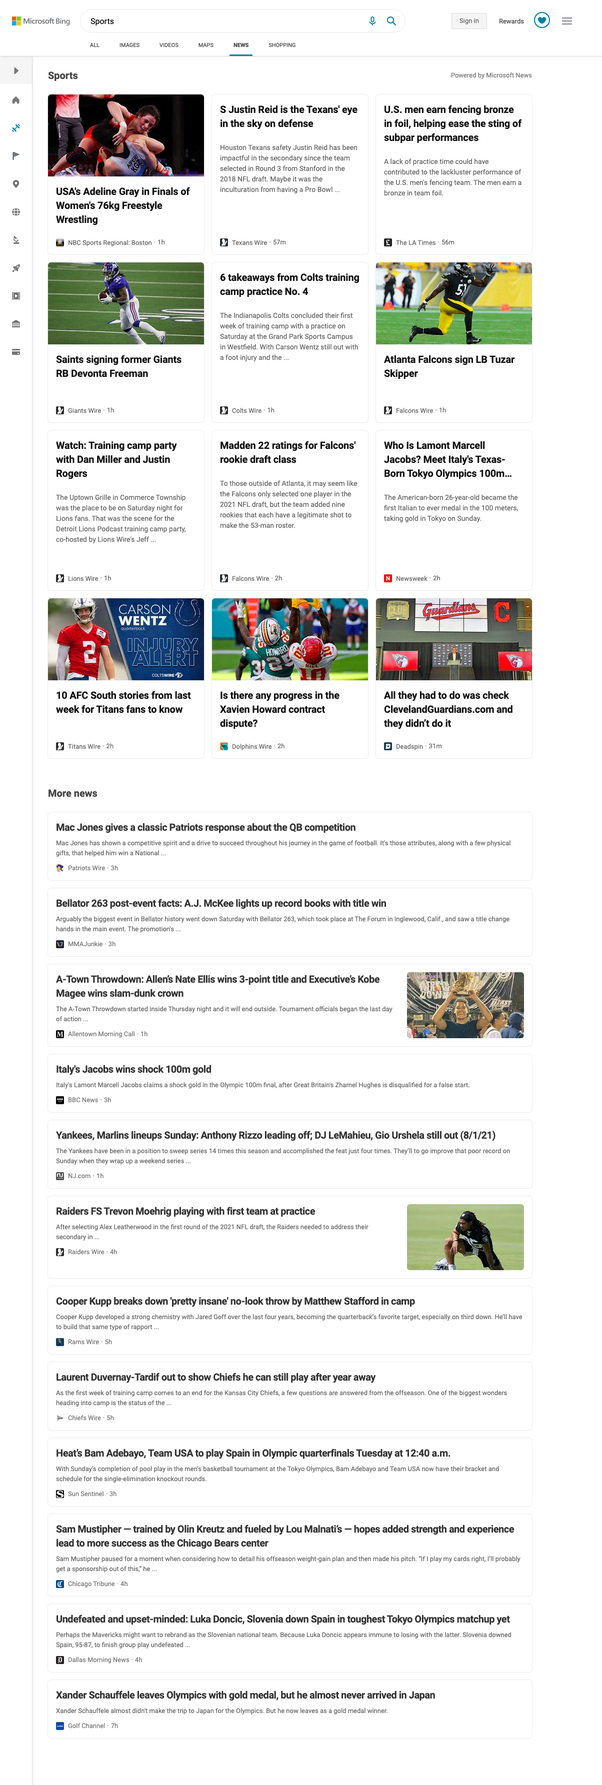 Microsoft Bing
Sports
Sign in
Rewards
ALL
IMAGES
VIDEOS
MAPS
NEWS
SHOPPING
Sports
Powered by Microsoft News
USA's Adeline Gray in Finals of
Women's 76kg Freestyle
Wrestling
NBC Sports Regional: Boston · 1h
S Justin Reid is the Texans' eye
in the sky on defense
Houston Texans safety Justin Reid has been
impactful in the secondary since the team
selected in Round 3 from Stanford in the
2018 NFL draft. Maybe it was the
inculturation from having a Pro Bowl ...
Texans Wire · 57m
U.S. men earn fencing bronze
in foil, helping ease the sting of
subpar performances
A lack of practice time could have
contributed to the lackluster performance of
the U.S. men's fencing team. The men earn a
bronze in team foil.
The LA Times · 56m
Saints signing former Giants
RB Devonta Freeman
Giants Wire · 1h
6 takeaways from Colts training
camp practice No. 4
The Indianapolis Colts concluded their first
week of training camp with a practice on
Saturday at the Grand Park Sports Campus
in Westfield. With Carson Wentz still out with
a foot injury and the ...
Colts Wire · 1h
Atlanta Falcons sign LB Tuzar
Skipper
Falcons Wire · 1h
Watch: Training camp party
with Dan Miller and Justin
Rogers
The Uptown Grille in Commerce Township
was the place to be on Saturday night for
Lions fans. That was the scene for the
Detroit Lions Podcast training camp party,
co-hosted by Lions Wire's Jeff ...
Lions Wire · 1h
Madden 22 ratings for Falcons'
rookie draft class
To those outside of Atlanta, it may seem like
the Falcons only selected one player in the
2021 NFL draft, but the team added nine
rookies that each have a legitimate shot to
make the 53-man roster.
Falcons Wire · 2h
Who Is Lamont Marcell
Jacobs? Meet Italy's Texas-
Born Tokyo Olympics 100m...
The American-born 26-year-old became the
first Italian to ever medal in the 100 meters,
taking gold in Tokyo on Sunday.
Newsweek · 2h
CARSON
WENTZ
quarterback
INJURY
ALERT
COLTSWIRE
2
10 AFC South stories from last
week for Titans fans to know
Titans Wire · 2h
HOWARD
25
10
Is there any progress in the
Xavien Howard contract
dispute?
Dolphins Wire · 2h
Guardians
C
All they had to do was check
ClevelandGuardians.com and
they didn't do it
Deadspin · 31m
More news
Mac Jones gives a classic Patriots response about the QB competition
Mac Jones has shown a competitive spirit and a drive to succeed throughout his journey in the game of football. It's those attributes, along with a few physical
gifts, that helped him win a National ...
Patriots Wire · 3h
Bellator 263 post-event facts: A.J. McKee lights up record books with title win
Arguably the biggest event in Bellator history went down Saturday with Bellator 263, which took place at The Forum in Inglewood, Calif., and saw a title change
hands in the main event. The promotion's ...
MMAJunkie · 3h
A-Town Throwdown: Allen's Nate Ellis wins 3-point title and Executive's Kobe
Magee wins slam-dunk crown
The A-Town Throwdown started inside Thursday night and it will end outside. Tournament officials began the last day
of action ...
Allentown Morning Call · 1h
Italy's Jacobs wins shock 100m gold
Italy's Lamont Marcell Jacobs claims a shock gold in the Olympic 100m final, after Great Britain's Zharnel Hughes is disqualified for a false start.
BBC News · 3h
Yankees, Marlins lineups Sunday: Anthony Rizzo leading off; DJ LeMahieu, Gio Urshela still out (8/1/21)
The Yankees have been in a position to sweep series 14 times this season and accomplished the feat just four times. They'll to go improve that poor record on
Sunday when they wrap up a weekend series ...
NJ.com · 1h
Raiders FS Trevon Moehrig playing with first team at practice
After selecting Alex Leatherwood in the first round of the 2021 NFL draft, the Raiders needed to address their
secondary in ...
Raiders Wire · 4h
Cooper Kupp breaks down 'pretty insane' no-look throw by Matthew Stafford in camp
Cooper Kupp developed a strong chemistry with Jared Goff over the last four years, becoming the quarterback's favorite target, especially on third down. He'll have
to build that same type of rapport ...
Rams Wire · 5h
Laurent Duvernay-Tardif out to show Chiefs he can still play after year away
As the first week of training camp comes to an end for the Kansas City Chiefs, a few questions are answered from the offseason. One of the biggest wonders
heading into camp is the status of the ...
Chiefs Wire · 5h
Heat's Bam Adebayo, Team USA to play Spain in Olympic quarterfinals Tuesday at 12:40 a.m.
With Sunday's completion of pool play in the men's basketball tournament at the Tokyo Olympics, Bam Adebayo and Team USA now have their bracket and
schedule for the single-elimination knockout rounds.
Sun Sentinel · 3h
Sam Mustipher — trained by Olin Kreutz and fueled by Lou Malnati's — hopes added strength and experience
lead to more success as the Chicago Bears center
Sam Mustipher paused for a moment when considering how to detail his offseason weight-gain plan and then made his pitch. "If I play my cards right, I'll probably
get a sponsorship out of this," he ...
Chicago Tribune · 4h
Undefeated and upset-minded: Luka Doncic, Slovenia down Spain in toughest Tokyo Olympics matchup yet
Perhaps the Mavericks might want to rebrand as the Slovenian national team. Because Luka Doncic appears immune to losing with the latter. Slovenia downed
Spain, 95-87, to finish group play undefeated ...
Dallas Morning News · 4h
Xander Schauffele leaves Olympics with gold medal, but he almost never arrived in Japan
Xander Schauffele almost didn't make the trip to Japan for the Olympics. But he now leaves as a gold medal winner.
Golf Channel · 7h